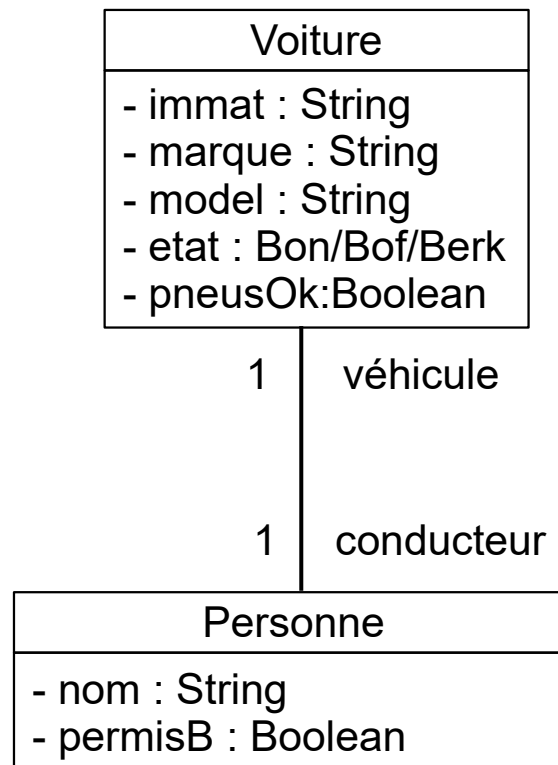 Voiture
- immat : String
- marque : String
- model : String
- etat : Bon/Bof/Berk
- pneusOk:Boolean
1 véhicule
1 conducteur
Personne
- nom : String
- permisB : Boolean